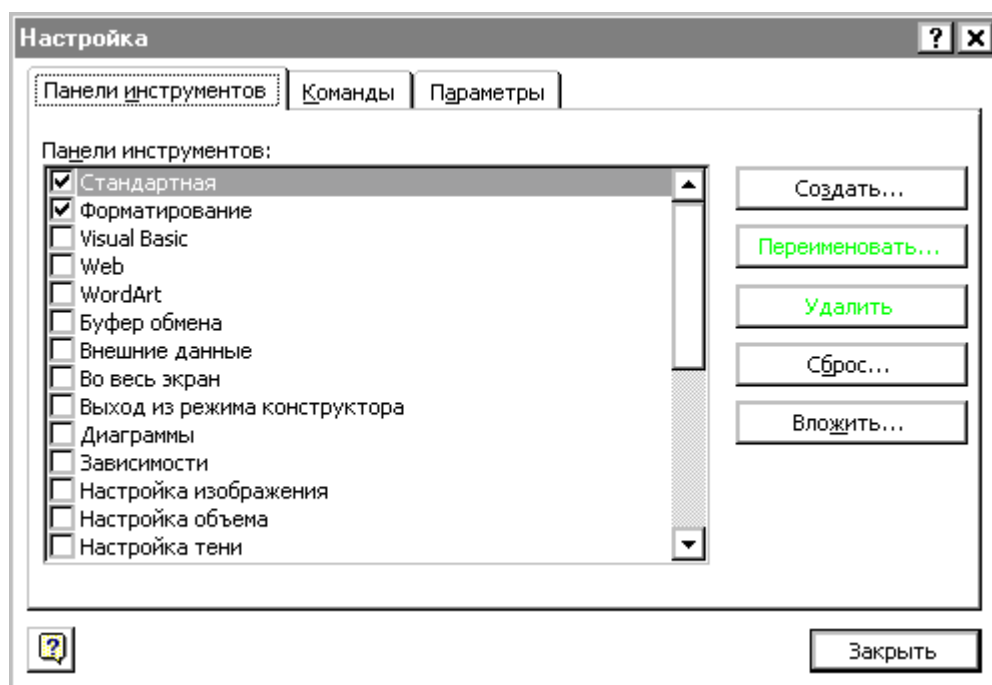 Настройка
Панели инструментов Команды Параметры
Панели инструментов:
Стандартная
Форматирование
Visual Basic
Web
WordArt
Буфер обмена
Внешние данные
Во весь экран
Выход из режима конструктора
Диаграммы
Зависимости
Настройка изображения
Настройка объема
Настройка тени
Создать...
Переименовать...
Удалить
Сброс...
Вложить...
Закрыть